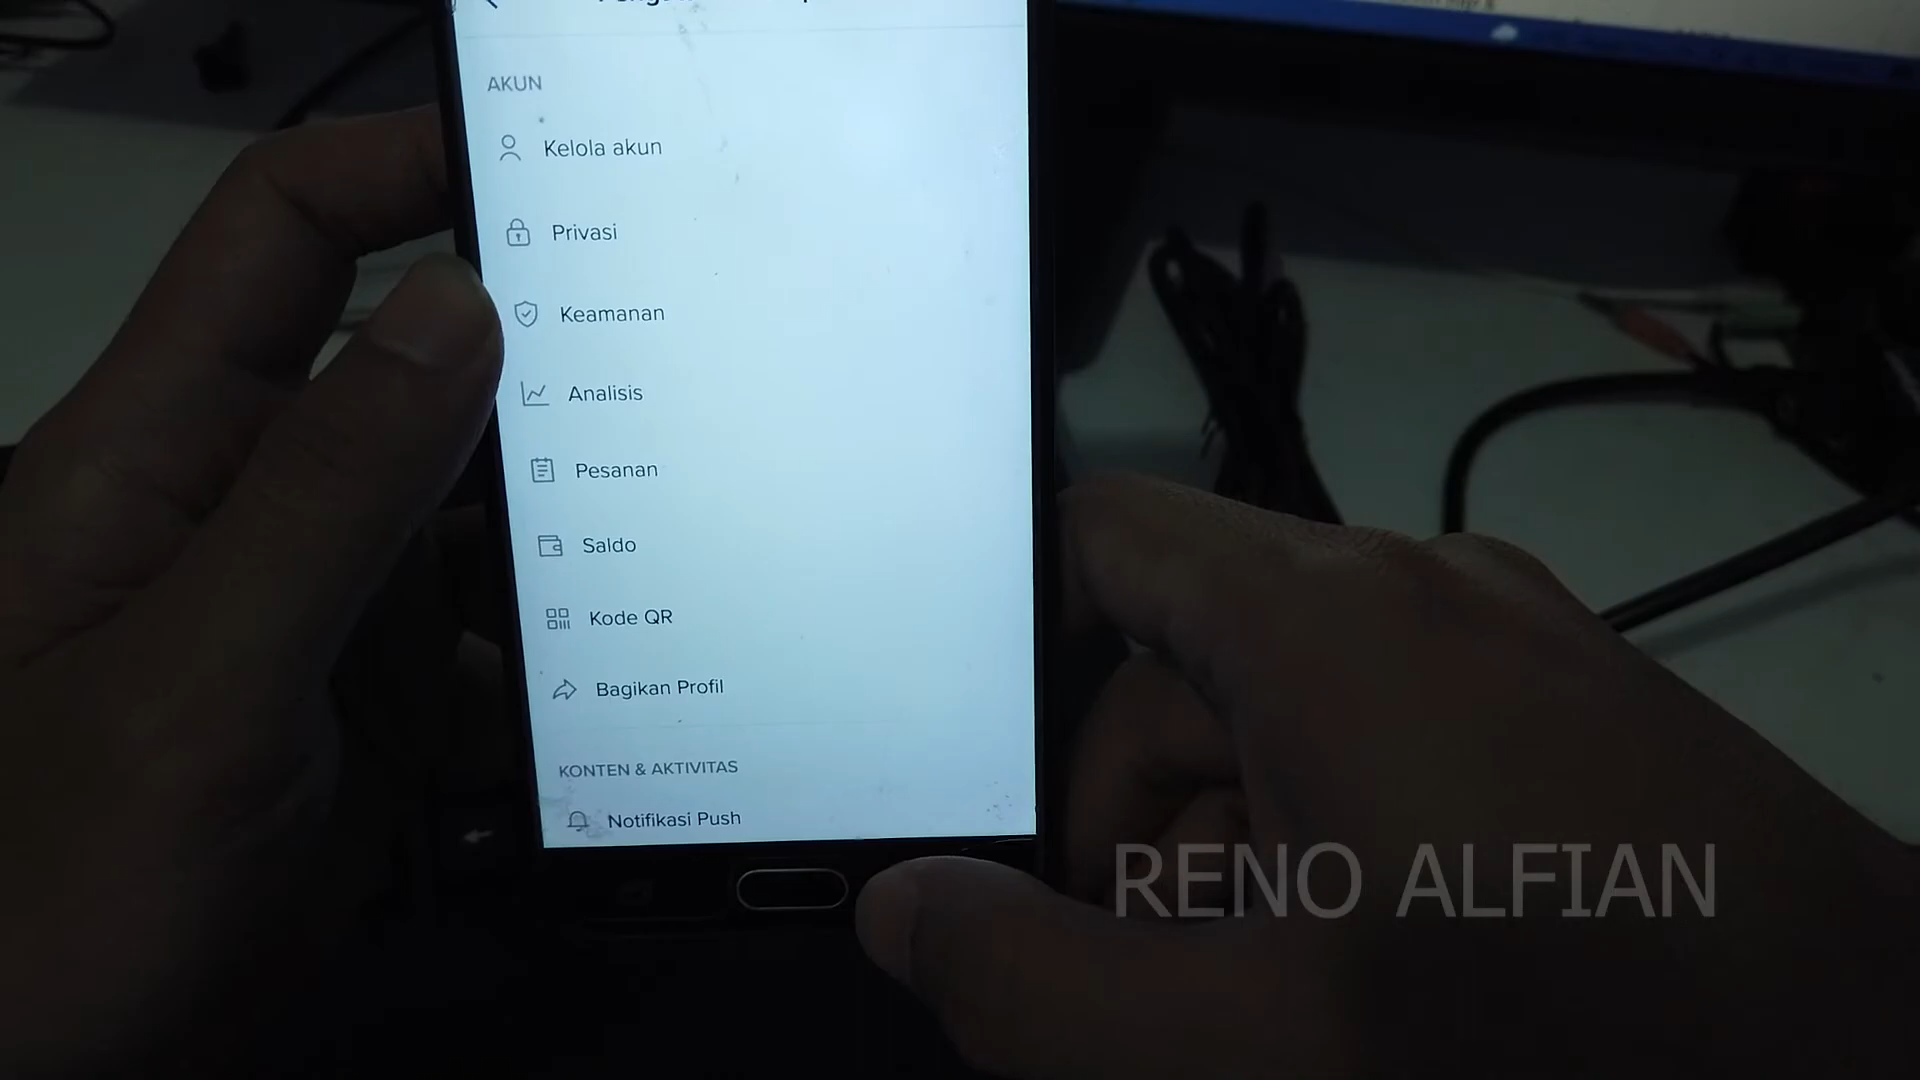 AKUN
Kelola akun
Privasi
Keamanan
Analisis
Pesanan
Saldo
Kode QR
Bagikan Profil
KONTEN & AKTIVITAS
Notifikasi Push
RENO ALFIAN